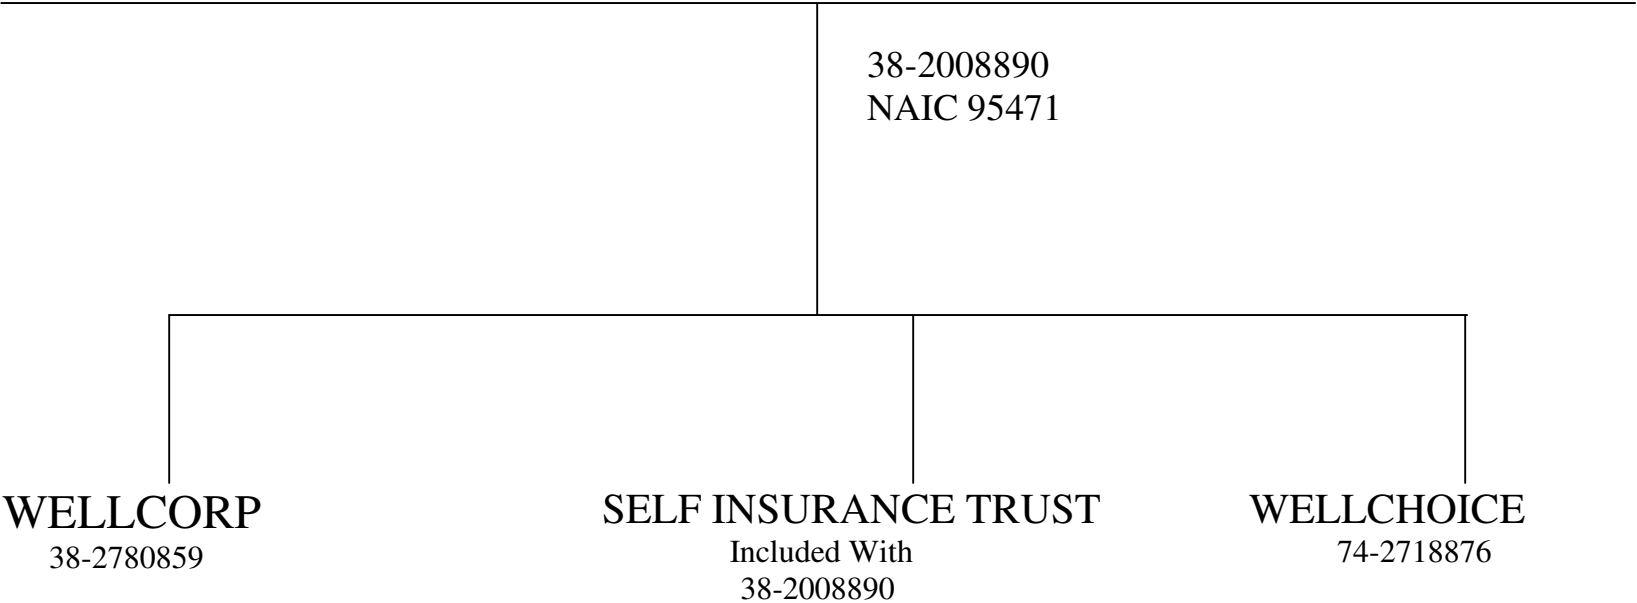 38-2008890
NAIC 95471
WELLCORP
38-2780859
SELF INSURANCE TRUST
Included With
38-2008890
WELLCHOICE
74-2718876